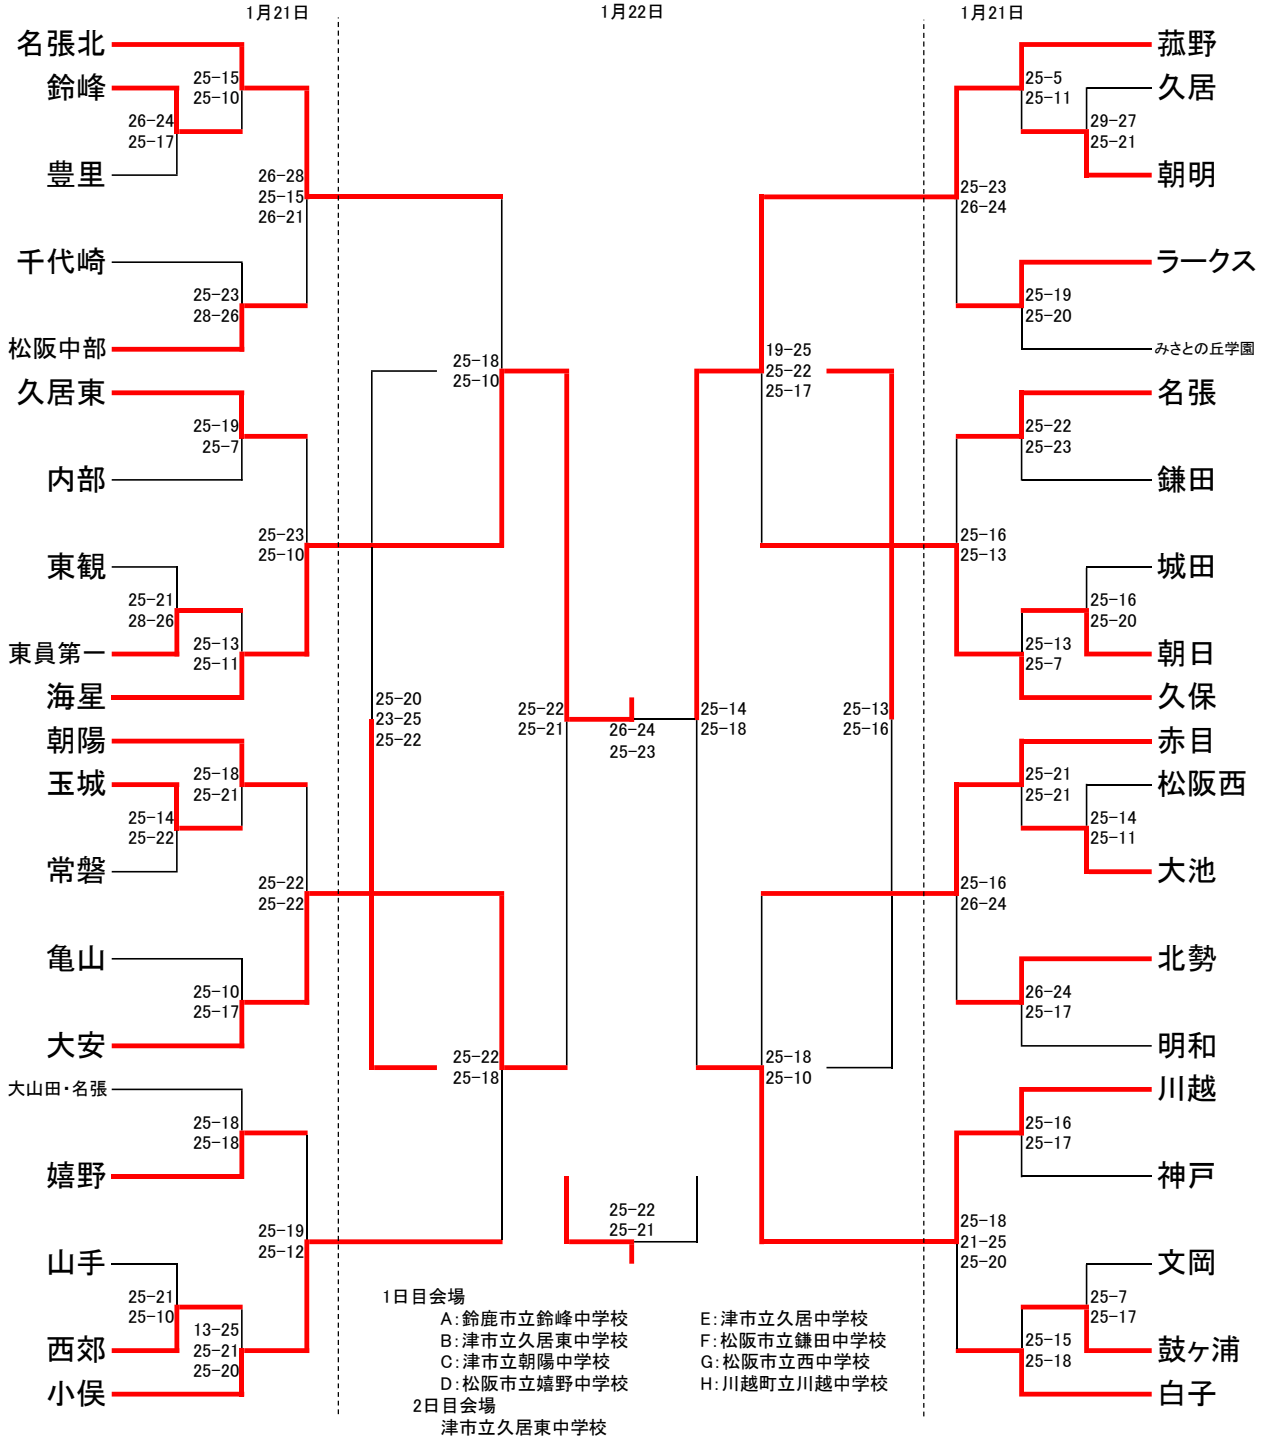 1月21日
1月22日
1月21日
名張北
鈴峰
豊里
千代崎
松阪中部
久居東
内部
東観
東員第一
海星
朝陽
玉城
常磐
亀山
大安
大山田・名張
嬉野
山手
西郊
小俣
25-15
25-10
26-24
25-17
26-28
25-15
26-21
25-23
28-26
25-19
25-7
25-23
25-10
25-21
28-26
25-13
25-11
25-18
25-21
25-14
25-22
25-22
25-22
25-10
25-17
25-18
25-18
25-19
25-12
25-21
25-10
13-25
25-21
25-20
25-18
25-10
25-20
23-25
25-22
25-22
25-18
25-22
25-21
26-24
25-23
25-22
25-21
25-14
25-18
19-25
25-22
25-17
25-13
25-16
25-18
25-10
25-5
25-11
29-27
25-21
25-23
26-24
25-19
25-20
25-22
25-23
25-16
25-13
25-16
25-20
25-13
25-7
25-21
25-21
25-14
25-11
25-16
26-24
26-24
25-17
25-16
25-17
25-18
21-25
25-20
25-7
25-17
25-15
25-18
菰野
久居
朝明
ラークス
みさとの丘学園
名張
鎌田
城田
朝日
久保
赤目
松阪西
大池
北勢
明和
川越
神戸
文岡
鼓ヶ浦
白子
1日目会場
A:鈴鹿市立鈴峰中学校
B:津市立久居東中学校
C:津市立朝陽中学校
D:松阪市立嬉野中学校
E:津市立久居中学校
F:松阪市立鎌田中学校
G:松阪市立西中学校
H:川越町立川越中学校
2日目会場
津市立久居東中学校